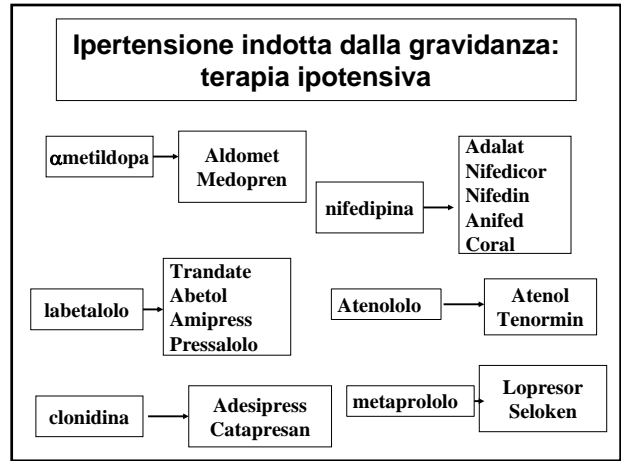 Ipertensione indotta dalla gravidanza:
terapia ipotensiva
αmetildopa
Aldomet
Medopren
nifedipina
Adalat
Nifedicor
Nifedin
Anifed
Coral
labetalolo
Trandate
Abetol
Amipress
Pressalolo
Atenololo
Atenol
Tenormin
clonidina
Adesipress
Catapresan
metaprololo
Lopresor
Seloken